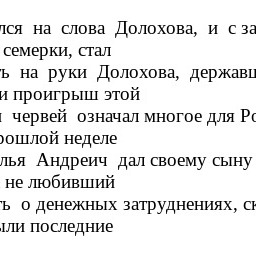 лся на слова Долохова, и с за
семерки, стал
ь на руки Долохова, державш
и проигрыш этой
червей означал многое для Ро
рошлой неделе
лья Андреич дал своему сыну
не любивший
ь о денежных затруднениях, ск
ыли последние